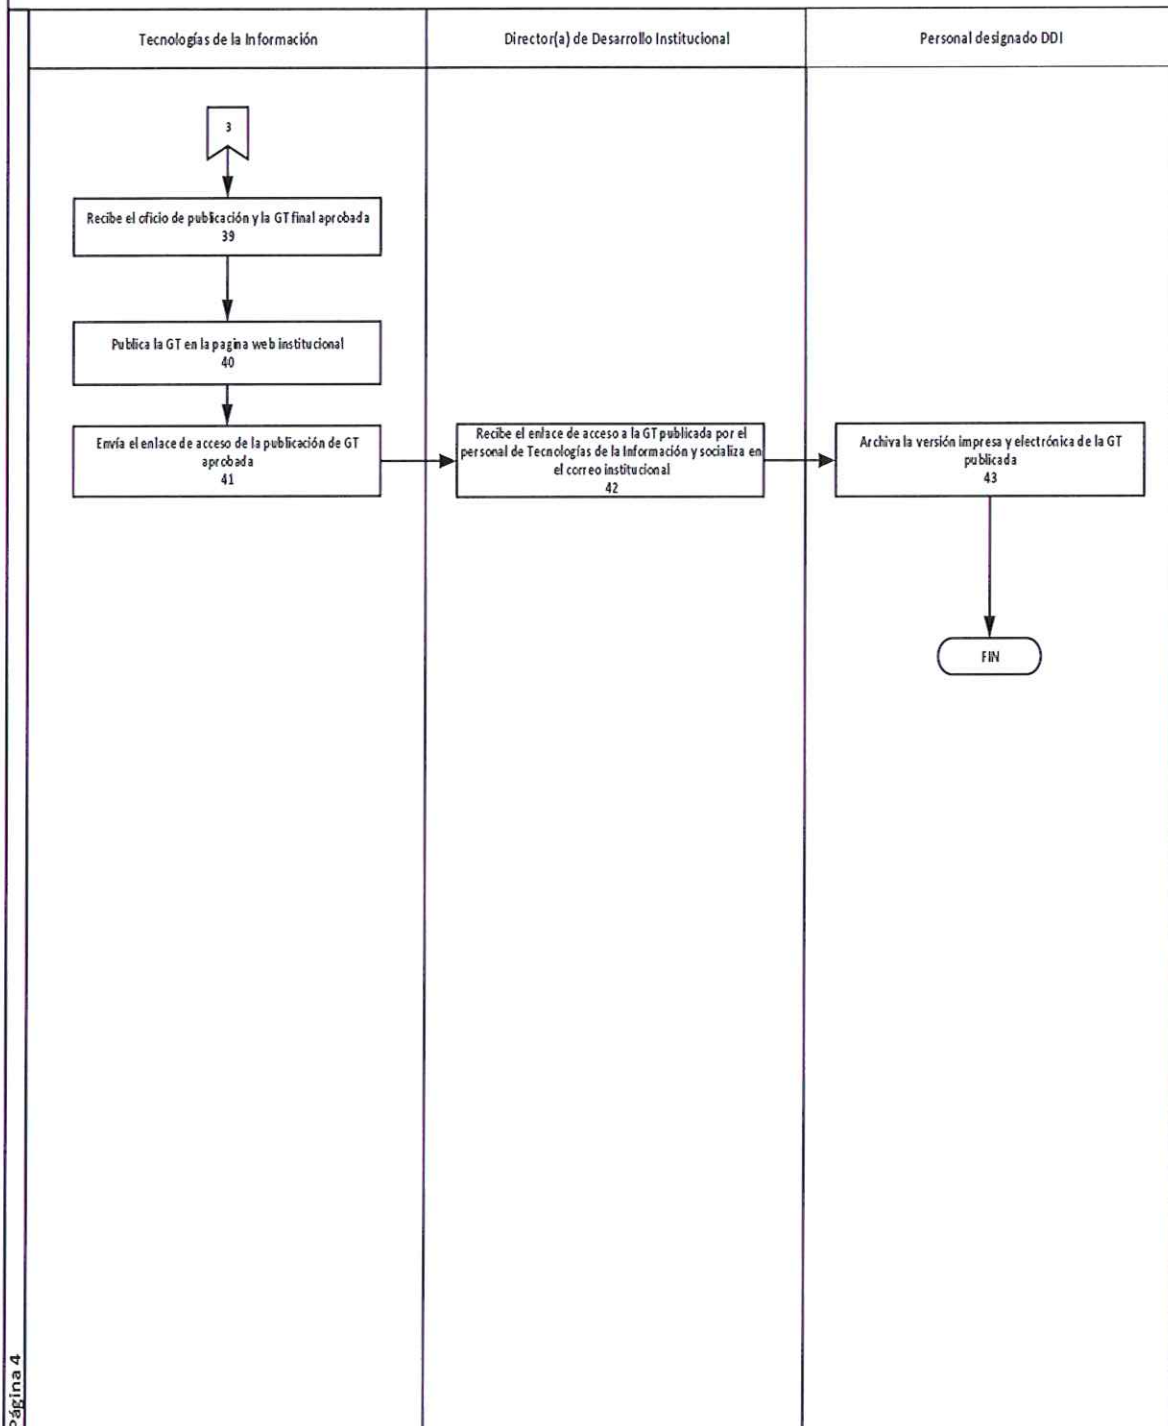 Tecnologías de la Información
Director(a) de Desarrollo Institucional
Personal designado DDI
3
Recibe el oficio de publicación y la GT final aprobada
39
Publica la GT en la pagina web institucional
40
Envía el enlace de acceso de la publicación de GT
aprobada
41
Recibe el enlace de acceso a la GT publicada por el
personal de Tecnologías de la Información y socializa en
el correo institucional
42
Archiva la versión impresa y electrónica de la GT
publicada
43
FIN
Página 4